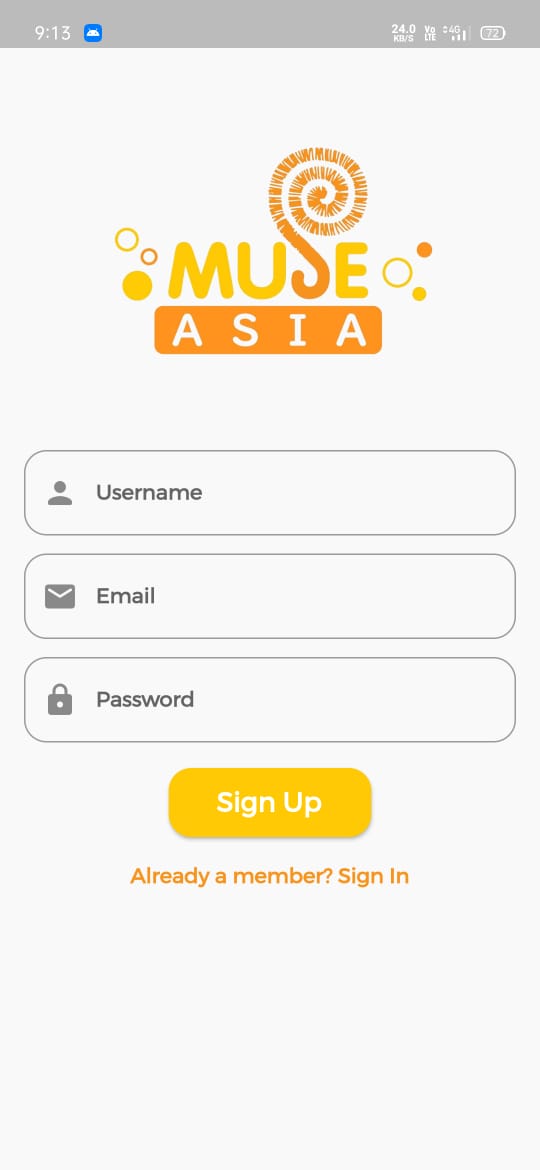 9:13 24.0 KB/S Vo LTE 4G 72
MUSE
ASIA
Username
Email
Password
Sign Up
Already a member? Sign In